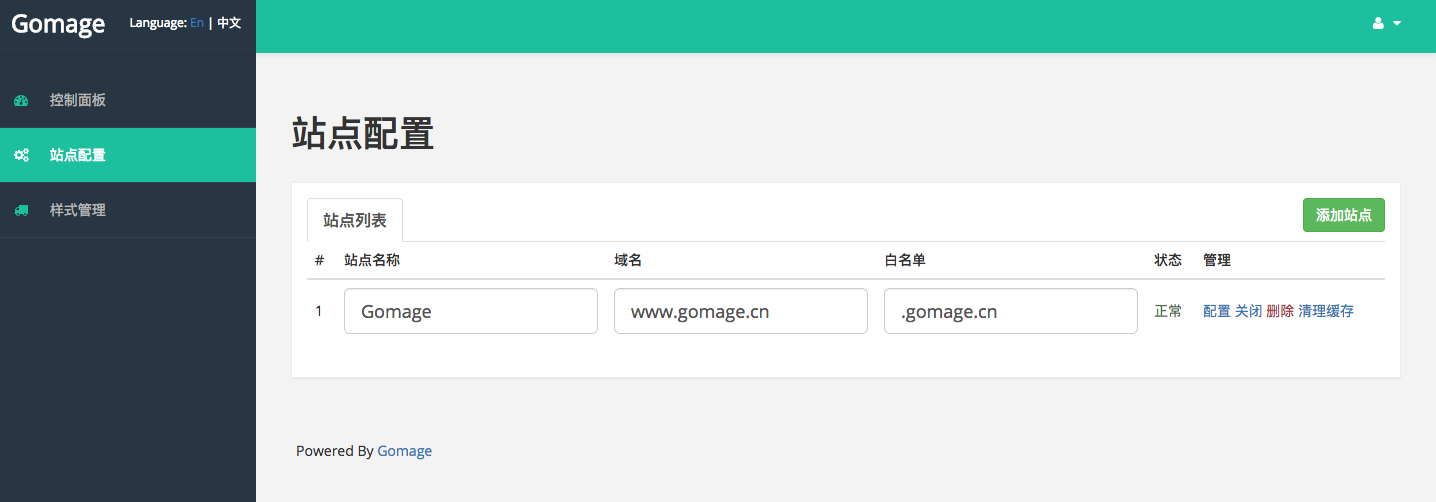 Gomage Language: En | 中文
控制面板
站点配置
样式管理
站点配置
站点列表 添加站点
# 站点名称 域名 白名单 状态 管理
1 Gomage www.gomage.cn .gomage.cn 正常 配置 关闭 删除 清理缓存
Powered By Gomage